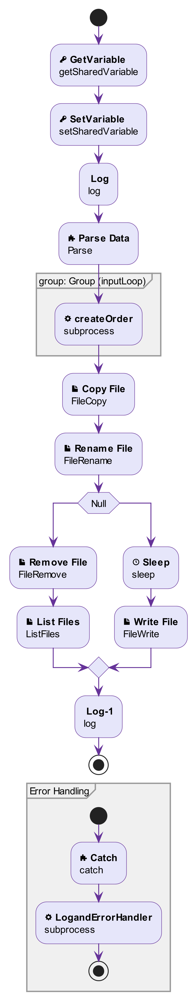 GetVariable
getSharedVariable
SetVariable
setSharedVariable
Log
log
Parse Data
Parse
group: Group (inputLoop)
createOrder
subprocess
Copy File
FileCopy
Rename File
FileRename
Null
Remove File
FileRemove
Sleep
sleep
List Files
ListFiles
Write File
FileWrite
Log-1
log
Error Handling
Catch
catch
LogandErrorHandler
subprocess